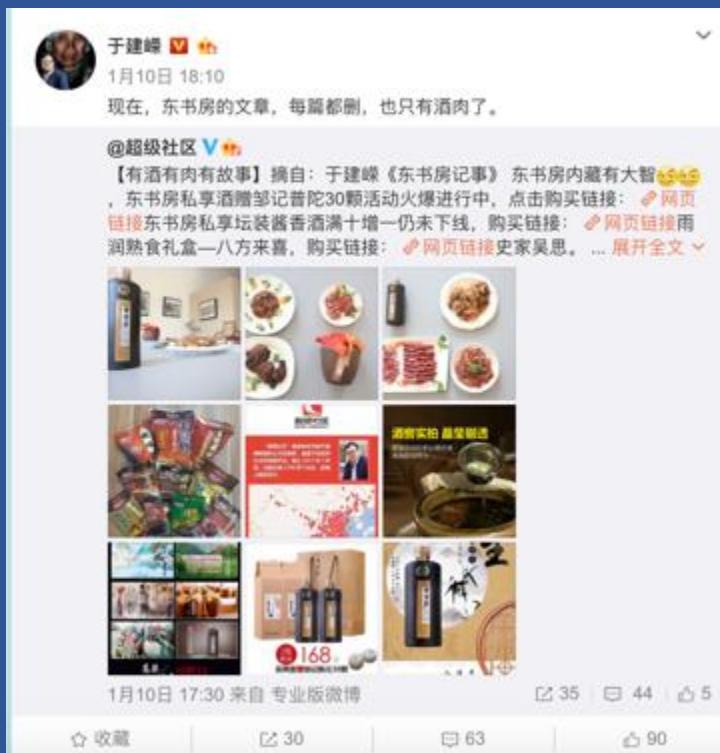 于建嵘
1月10日 18:10
现在，东书房的文章，每篇都删，也只有酒肉了。
@超级社区
【有酒有肉有故事】摘自：于建嵘《东书房记事》 东书房内藏有大智
，东书房私享酒赠邹记普陀30颗活动火爆进行中，点击购买链接： 网页
链接东书房私享坛装酱香酒满十增一仍未下线，购买链接： 网页链接雨
润熟食礼盒—八方来喜，购买链接： 网页链接史家吴思。 ... 展开全文
酒窖实拍 晶莹剔透
168
1月10日 17:30 来自 专业版微博
35 44 5
收藏 30 63 90